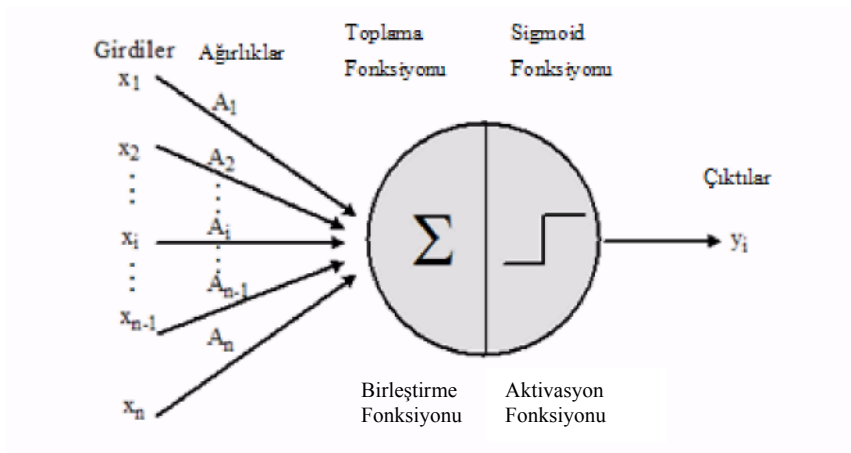 Girdiler
Ağırlıklar
Toplama
Fonksiyonu
Sigmoid
Fonksiyonu
x1
A1
x2
A2
xi
Ai
xn-1
An-1
xn
An
Σ
Çıktılar
yi
Birleştirme
Fonksiyonu
Aktivasyon
Fonksiyonu